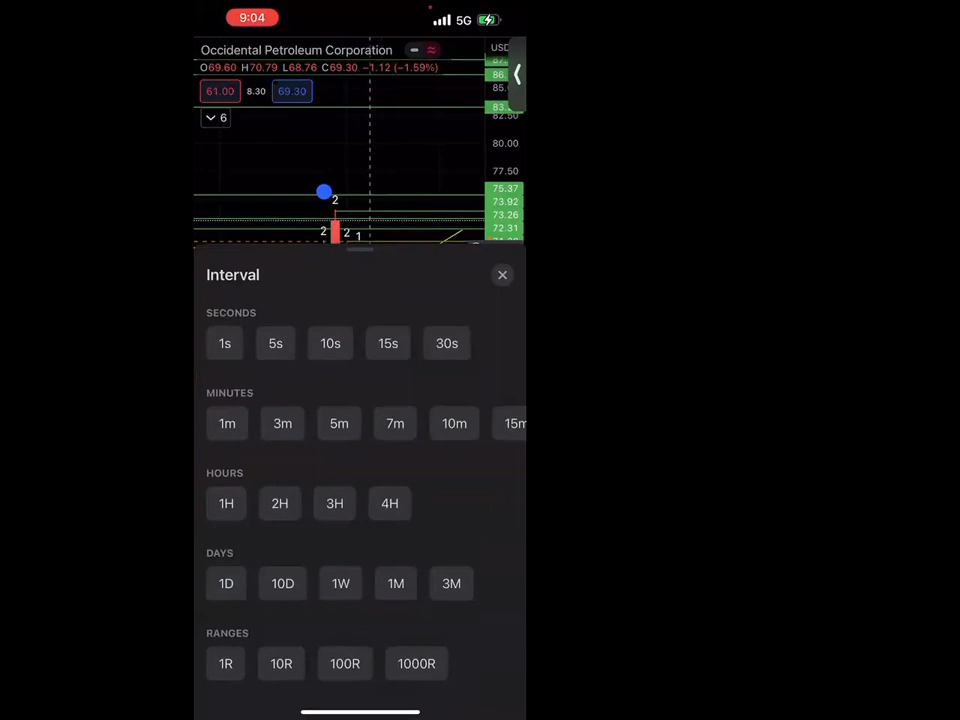 9:04
5G
Occidental Petroleum Corporation
USD
O69.60 H70.79 L68.76 C69.30 −1.12 (−1.59%)
86
85.
61.00 8.30 69.30
83.
82.50
6
80.00
77.50
75.37
2
73.92
73.26
2 2 1
72.31
Interval
SECONDS
1s 5s 10s 15s 30s
MINUTES
1m 3m 5m 7m 10m 15m
HOURS
1H 2H 3H 4H
DAYS
1D 10D 1W 1M 3M
RANGES
1R 10R 100R 1000R